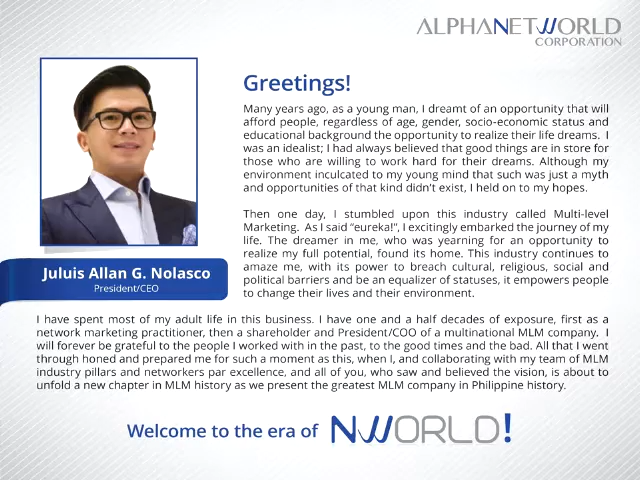 ALPHANETWORLD
CORPORATION
Greetings!
Many years ago, as a young man, I dreamt of an opportunity that will
afford people, regardless of age, gender, socio-economic status and
educational background the opportunity to realize their life dreams. I
was an idealist; I had always believed that good things are in store for
those who are willing to work hard for their dreams. Although my
environment inculcated to my young mind that such was just a myth
and opportunities of that kind didn't exist, I held on to my hopes.
Then one day, I stumbled upon this industry called Multi-level
Marketing. As I said "eureka!", I excitingly embarked the journey of my
life. The dreamer in me, who was yearning for an opportunity to
realize my full potential, found its home. This industry continues to
amaze me, with its power to breach cultural, religious, social and
political barriers and be an equalizer of statuses, it empowers people
to change their lives and their environment.
Juluis Allan G. Nolasco
President/CEO
I have spent most of my adult life in this business. I have one and a half decades of exposure, first as a
network marketing practitioner, then a shareholder and President/COO of a multinational MLM company. I
will forever be grateful to the people I worked with in the past, to the good times and the bad. All that I went
through honed and prepared me for such a moment as this, when I, and collaborating with my team of MLM
industry pillars and networkers par excellence, and all of you, who saw and believed the vision, is about to
unfold a new chapter in MLM history as we present the greatest MLM company in Philippine history.
Welcome to the era of NWORLD!